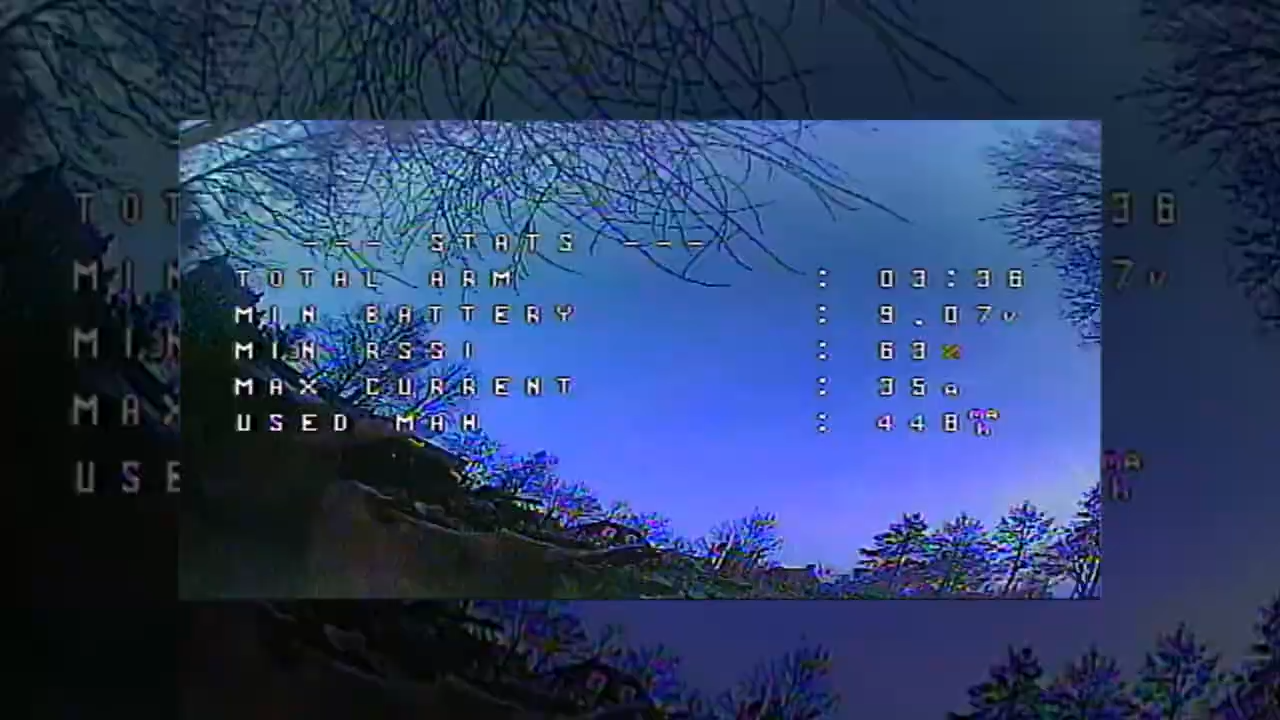 --- STATS ---
TOTAL ARM : 03:36
MIN BATTERY : 9.07V
MIN RSSI : 63%
MAX CURRENT : 35A
USED MAH : 448MAH